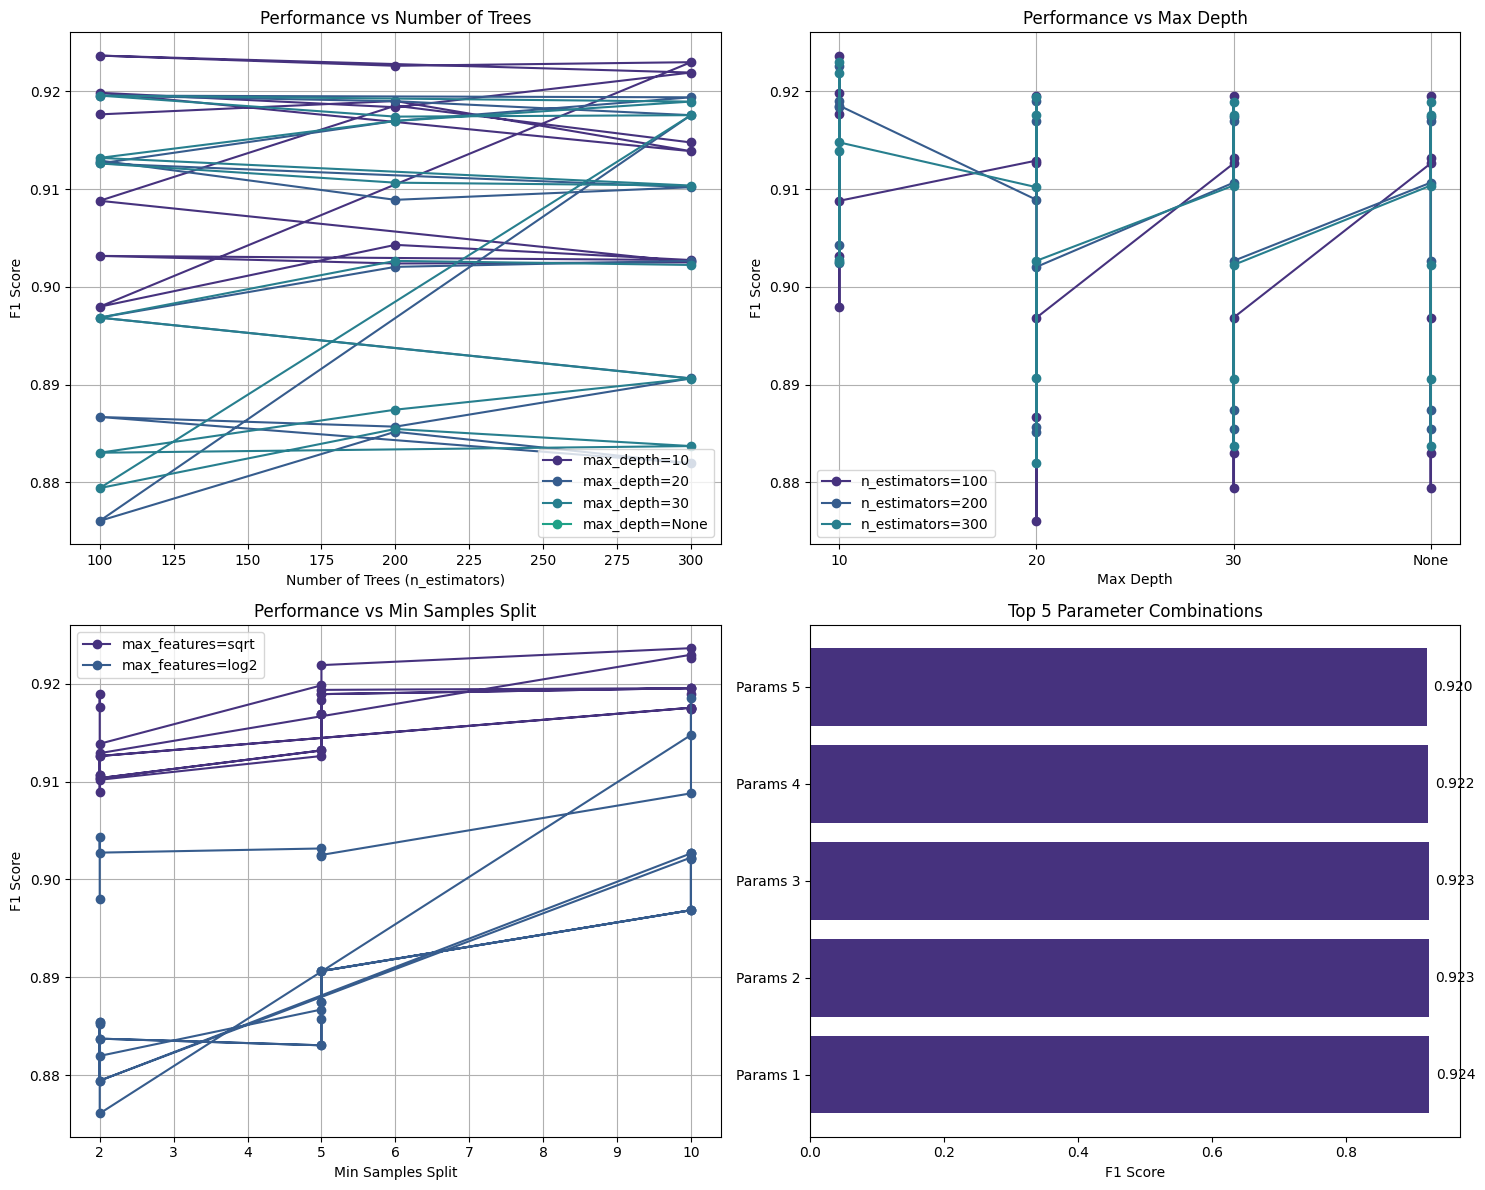 Performance vs Number of Trees
F1 Score
0.92
0.91
0.90
0.89
0.88
max_depth=10
max_depth=20
max_depth=30
max_depth=None
100 125 150 175 200 225 250 275 300
Number of Trees (n_estimators)
Performance vs Max Depth
F1 Score
0.92
0.91
0.90
0.89
0.88
n_estimators=100
n_estimators=200
n_estimators=300
10 20 30 None
Max Depth
Performance vs Min Samples Split
max_features=sqrt
max_features=log2
F1 Score
0.92
0.91
0.90
0.89
0.88
2 3 4 5 6 7 8 9 10
Min Samples Split
Top 5 Parameter Combinations
Params 5 0.920
Params 4 0.922
Params 3 0.923
Params 2 0.923
Params 1 0.924
0.0 0.2 0.4 0.6 0.8
F1 Score